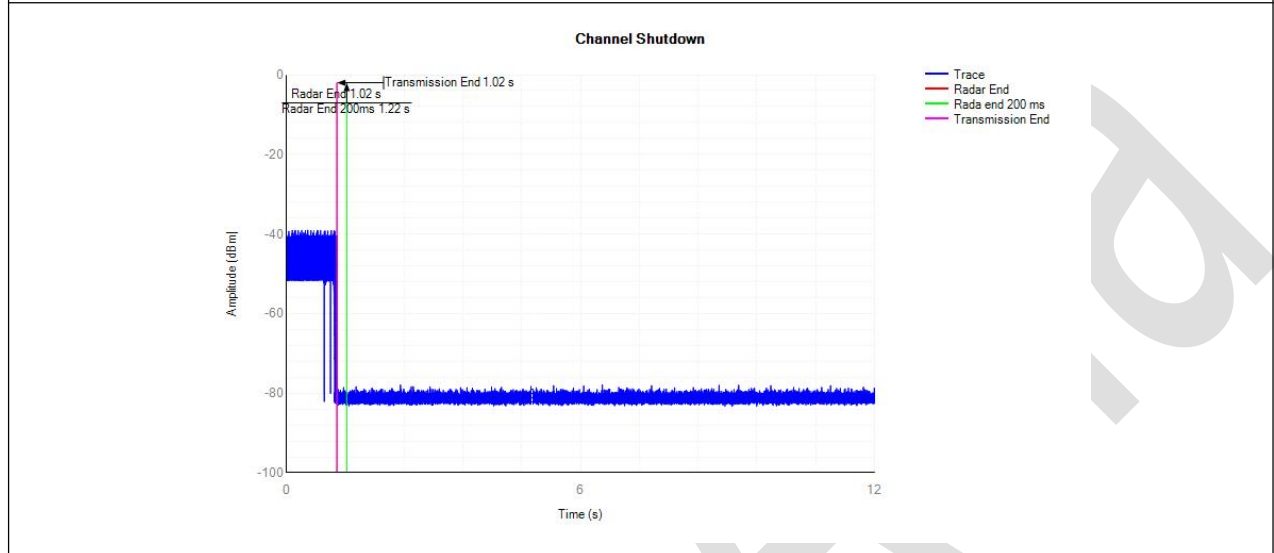 Channel Shutdown
Transmission End 1.02 s
Radar End 1.02 s
Radar End 200ms 1.22 s
Trace
Radar End
Rada end 200 ms
Transmission End
0
-20
-40
-60
-80
-100
Amplitude (dBm)
0
6
12
Time (s)